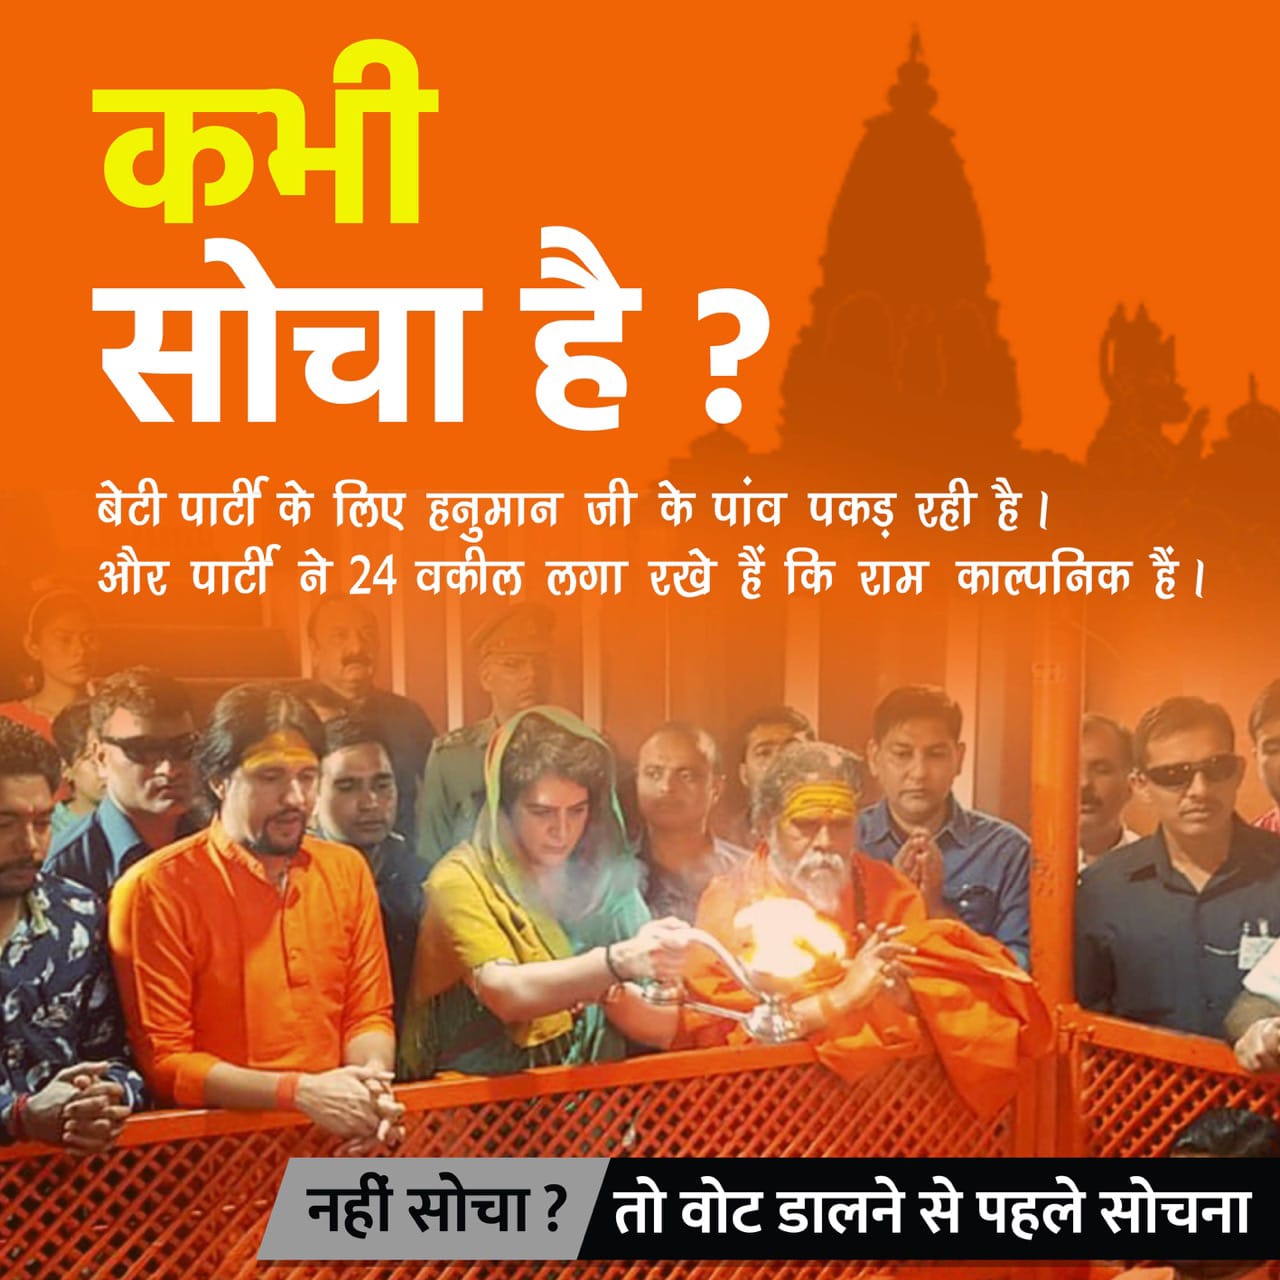 कभी
सोचा है ?
बेटी पार्टी के लिए हनुमान जी के पांव पकड़ रही है।
और पार्टी ने 24 वकील लगा रखे हैं कि राम काल्पनिक हैं।
नहीं सोचा ? तो वोट डालने से पहले सोचना